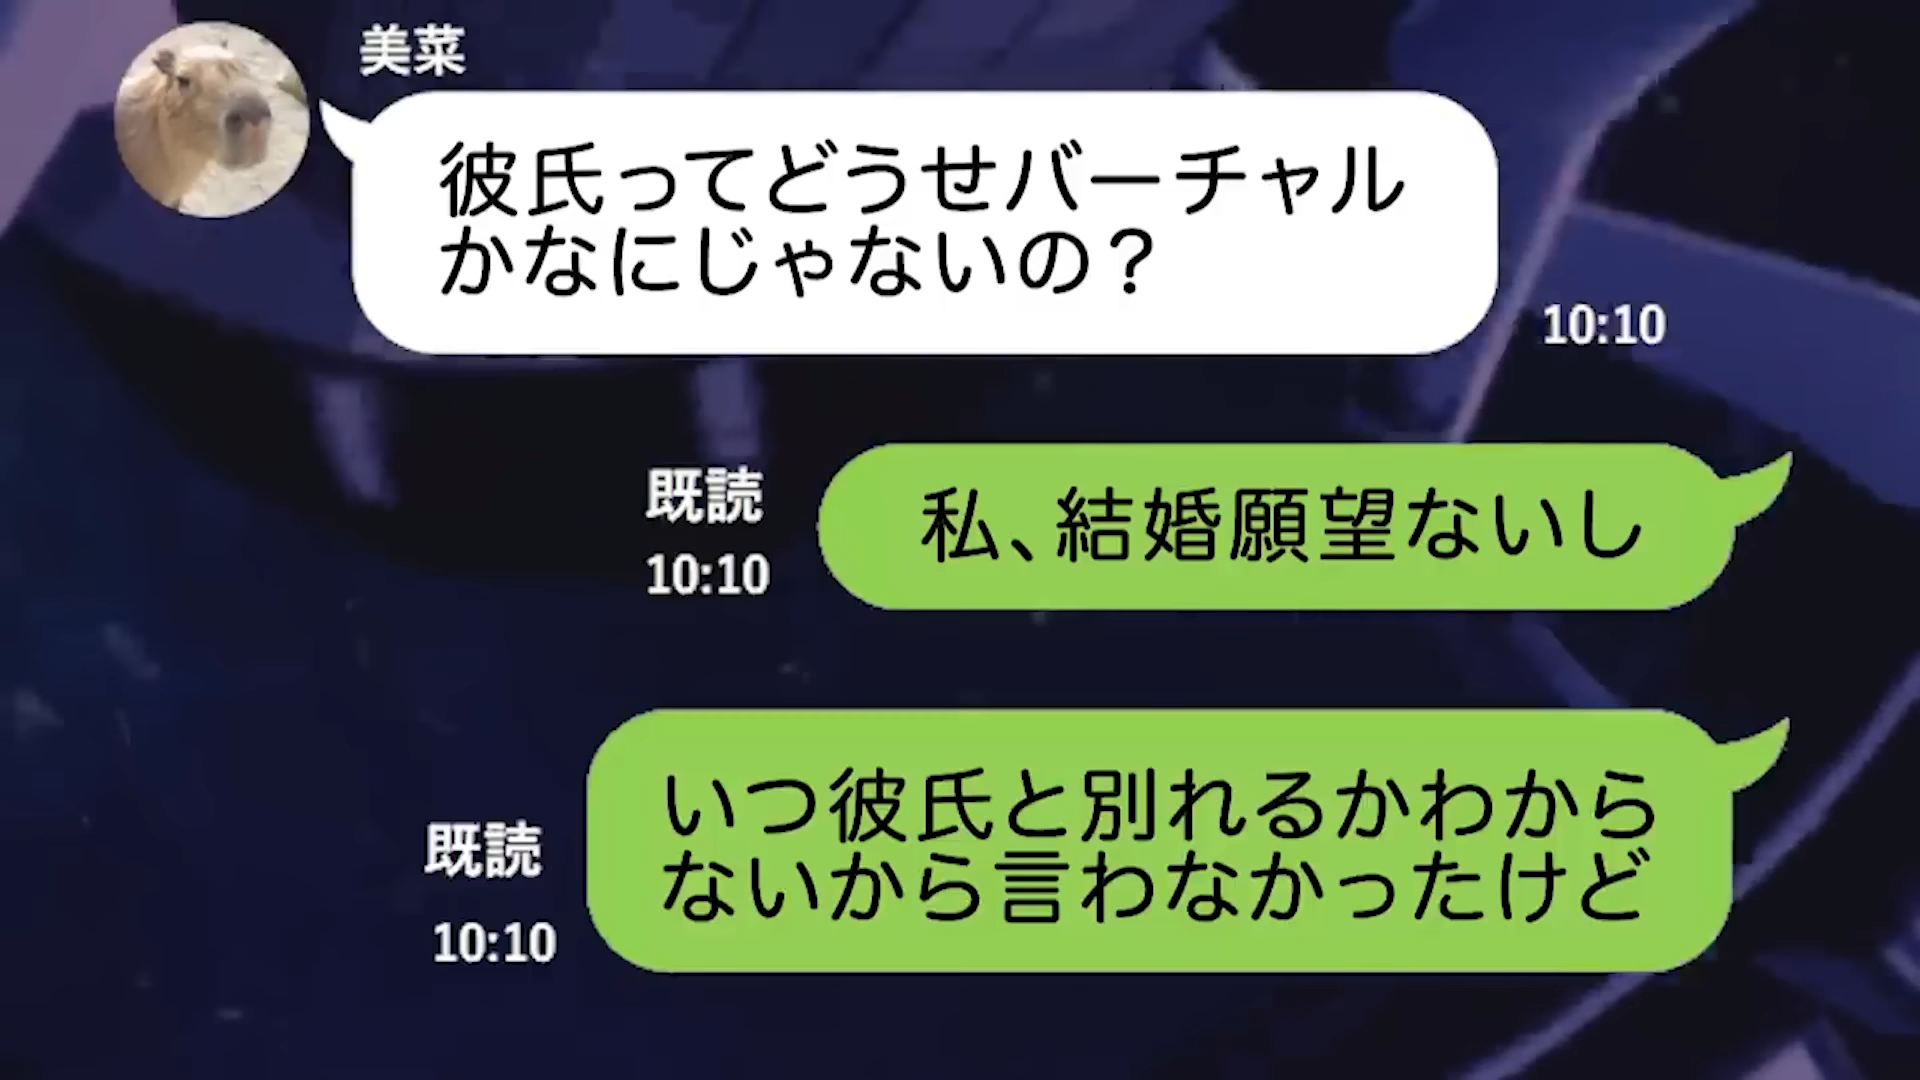 美菜
彼氏ってどうせバーチャル
かなにじゃないの？
10:10
既読
10:10
私、結婚願望ないし
いつ彼氏と別れるかわから
ないから言わなかったけど
既読
10:10